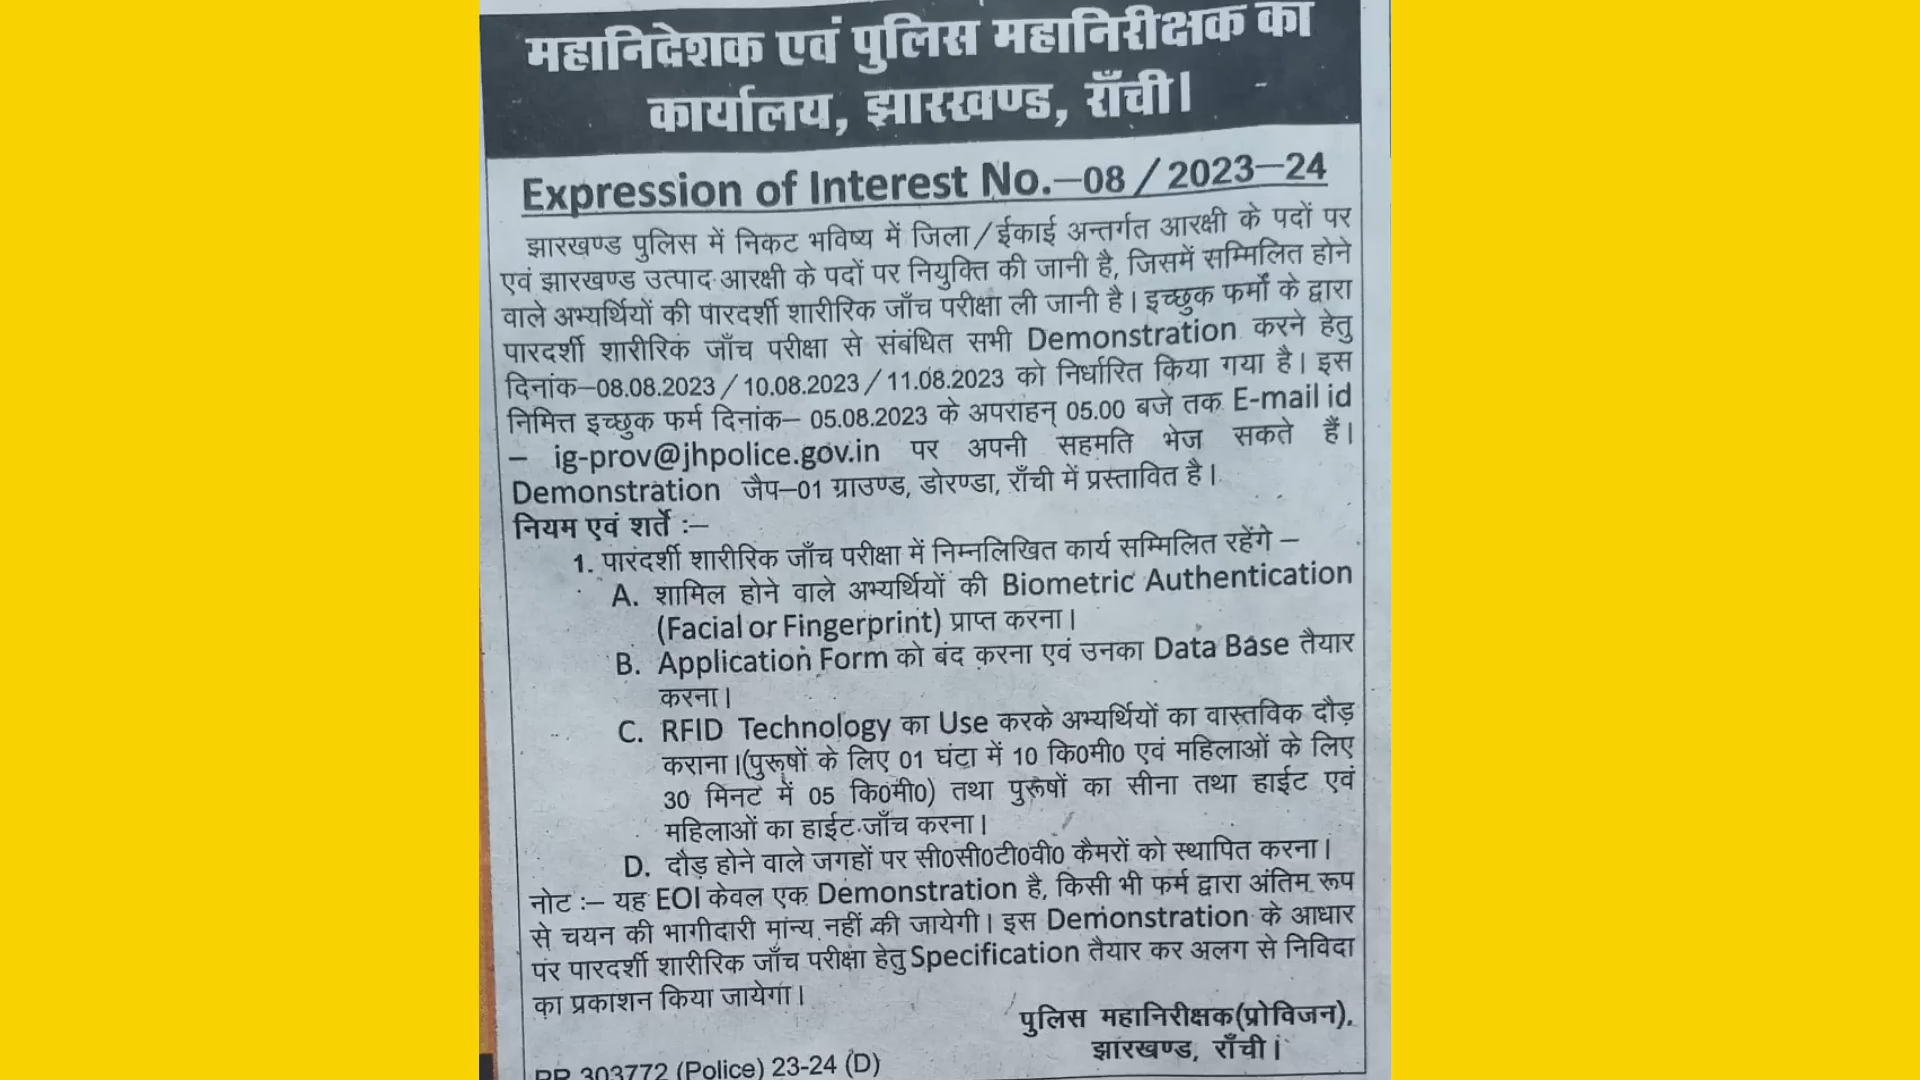 महानिदेशक एवं पुलिस महानिरीक्षक का
कार्यालय, झारखण्ड, राँची।
Expression of Interest No.–08 / 2023–24
झारखण्ड पुलिस में निकट भविष्य में जिला/ईकाई अन्तर्गत आरक्षी के पदों पर
एवं झारखण्ड उत्पाद आरक्षी के पदों पर नियुक्ति की जानी है, जिसमें सम्मिलित होने
वाले अभ्यर्थियों की पारदर्शी शारीरिक जाँच परीक्षा ली जानी है। इच्छुक फर्मों के द्वारा
पारदर्शी शारीरिक जाँच परीक्षा से संबंधित सभी Demonstration करने हेतु
दिनांक–08.08.2023 / 10.08.2023 / 11.08.2023 को निर्धारित किया गया है। इस
निमित्त इच्छुक फर्म दिनांक– 05.08.2023 के अपराहन् 05.00 बजे तक E-mail id
– ig-prov@jhpolice.gov.in पर अपनी सहमति भेज सकते हैं।
Demonstration जैप–01 ग्राउण्ड, डोरण्डा, राँची में प्रस्तावित है।
नियम एवं शर्ते :–
1. पारदर्शी शारीरिक जाँच परीक्षा में निम्नलिखित कार्य सम्मिलित रहेंगे –
A. शामिल होने वाले अभ्यर्थियों की Biometric Authentication
(Facial or Fingerprint) प्राप्त करना।
B. Application Form को बंद करना एवं उनका Data Base तैयार
करना।
C. RFID Technology का Use करके अभ्यर्थियों का वास्तविक दौड़
कराना।(पुरूषों के लिए 01 घंटा में 10 कि0मी0 एवं महिलाओं के लिए
30 मिनट में 05 कि0मी0) तथा पुरूषों का सीना तथा हाईट एवं
महिलाओं का हाईट जाँच करना।
D. दौड़ होने वाले जगहों पर सी0सी0टी0वी0 कैमरों को स्थापित करना।
नोट :– यह EOI केवल एक Demonstration है, किसी भी फर्म द्वारा अंतिम रूप
से चयन की भागीदारी मान्य नहीं की जायेगी। इस Demonstration के आधार
पर पारदर्शी शारीरिक जाँच परीक्षा हेतु Specification तैयार कर अलग से निविदा
का प्रकाशन किया जायेगा।
पुलिस महानिरीक्षक(प्रोविजन),
झारखण्ड, राँची।
PR 303772 (Police) 23-24 (D)